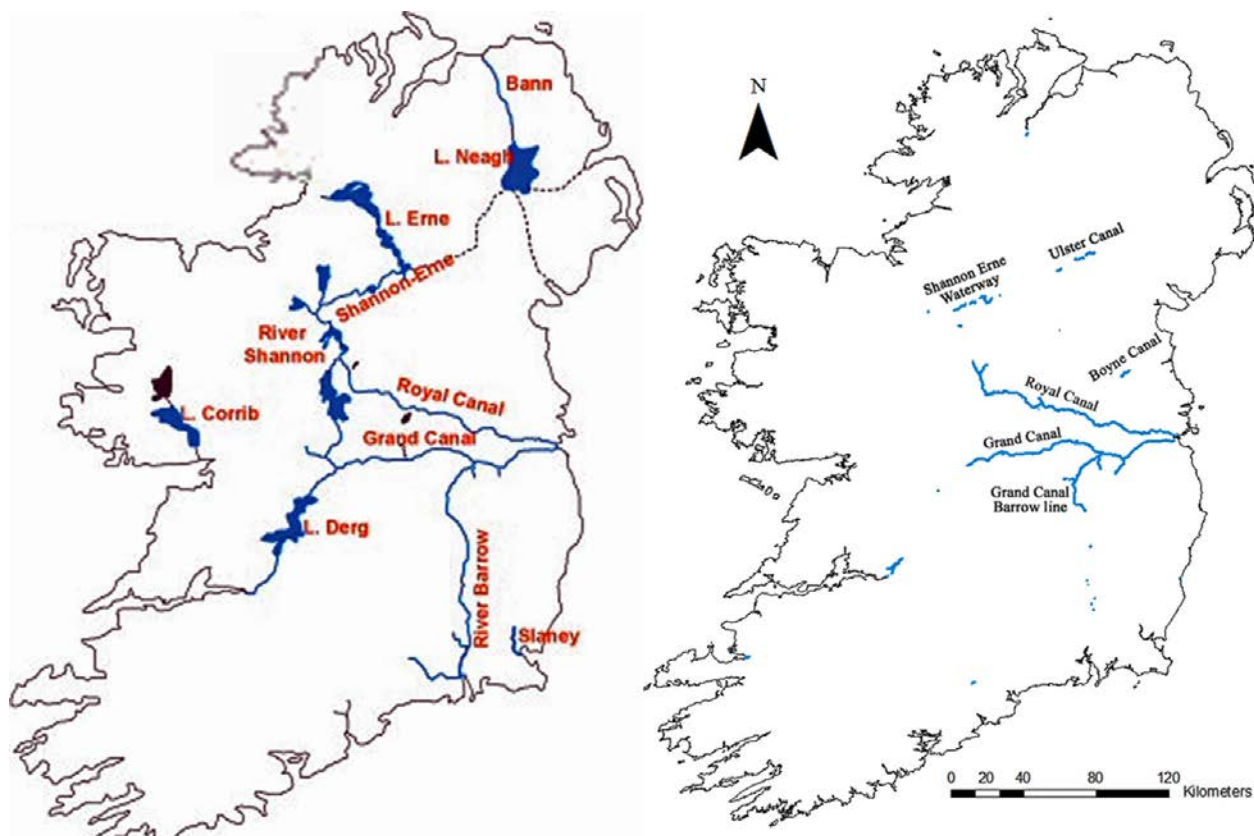 Bann
L. Neagh
L. Erne
Shannon-Erne
River
Shannon
Royal Canal
L. Corrib
Grand Canal
L. Derg
River Barrow
Slaney
N
Ulster Canal
Shannon Erne
Waterway
Boyne Canal
Royal Canal
Grand Canal
Grand Canal
Barrow line
0 20 40 80 120
Kilometers